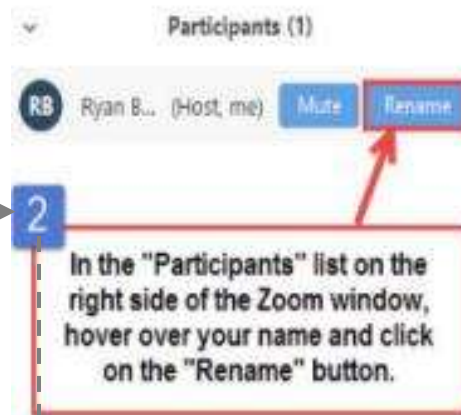 Participants (1)
RB Ryan B... (Host, me) Mute Rename
2
In the "Participants" list on the
right side of the Zoom window,
hover over your name and click
on the "Rename" button.